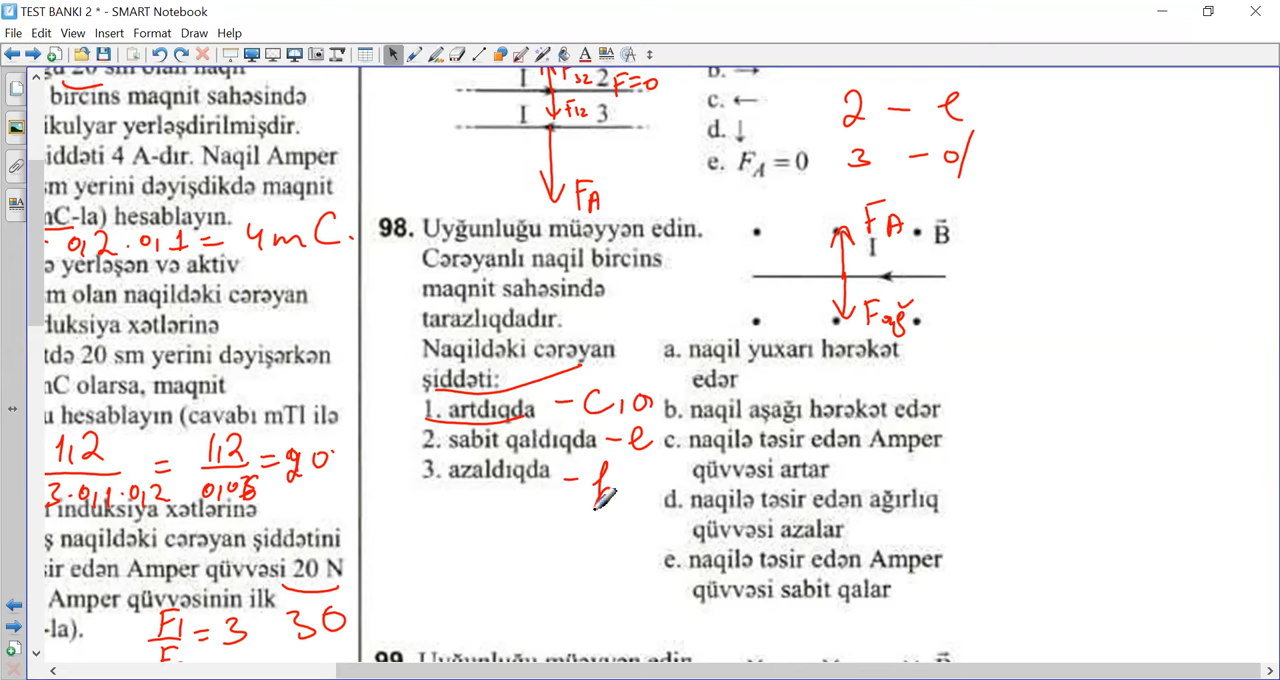 TEST BANKI 2 * - SMART Notebook
File Edit View Insert Format Draw Help
bircins maqnit sahəsində
ikulyar yerləşdirilmişdir.
iddəti 4 A-dır. Naqil Amper
sm yerini dəyişdikdə maqnit
nC-la) hesablayın.
0,2 · 0,1 = 4 m C.
ə yerləşən və aktiv
m olan naqildəki cərəyan
duksiya xətlərinə
tdə 20 sm yerini dəyişərkən
nC olarsa, maqnit
u hesablayın (cavabı mTl ilə
1,2 = 1,2 = 20
3·0,1·0,2
induksiya xətlərinə
ş naqildəki cərəyan şiddətini
sir edən Amper qüvvəsi 20 N
Amper qüvvəsinin ilk
-la).
F1 = 3 30
I F32 2 F=0
I F12 3
FA
b. →
c. ←
d. ↓
e. FA = 0
2 - e
3 - d
98. Uyğunluğu müəyyən edin.
Cərəyanlı naqil bircins
maqnit sahəsində
tarazlıqdadır.
Naqildəki cərəyan
şiddəti:
1. artdıqda - c, a
2. sabit qaldıqda - e
3. azaldıqda -
FA
I
B
Fağ
a. naqil yuxarı hərəkət
edər
b. naqil aşağı hərəkət edər
c. naqilə təsir edən Amper
qüvvəsi artar
d. naqilə təsir edən ağırlıq
qüvvəsi azalar
e. naqilə təsir edən Amper
qüvvəsi sabit qalar
99. Uyğunluğu müəyyən edin.
B